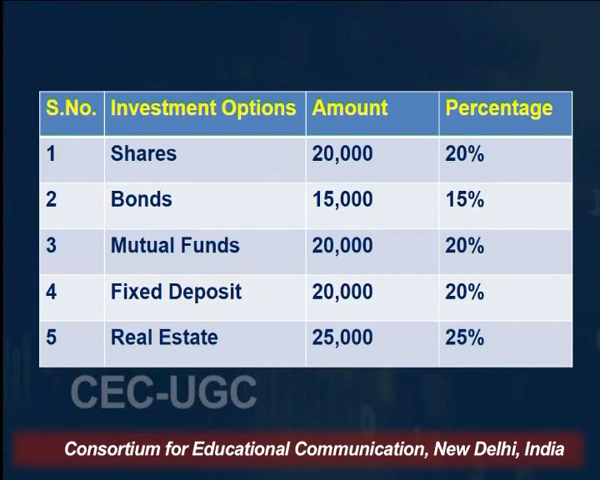 S.No. Investment Options Amount Percentage
1 Shares 20,000 20%
2 Bonds 15,000 15%
3 Mutual Funds 20,000 20%
4 Fixed Deposit 20,000 20%
5 Real Estate 25,000 25%
CEC-UGC
Consortium for Educational Communication, New Delhi, India